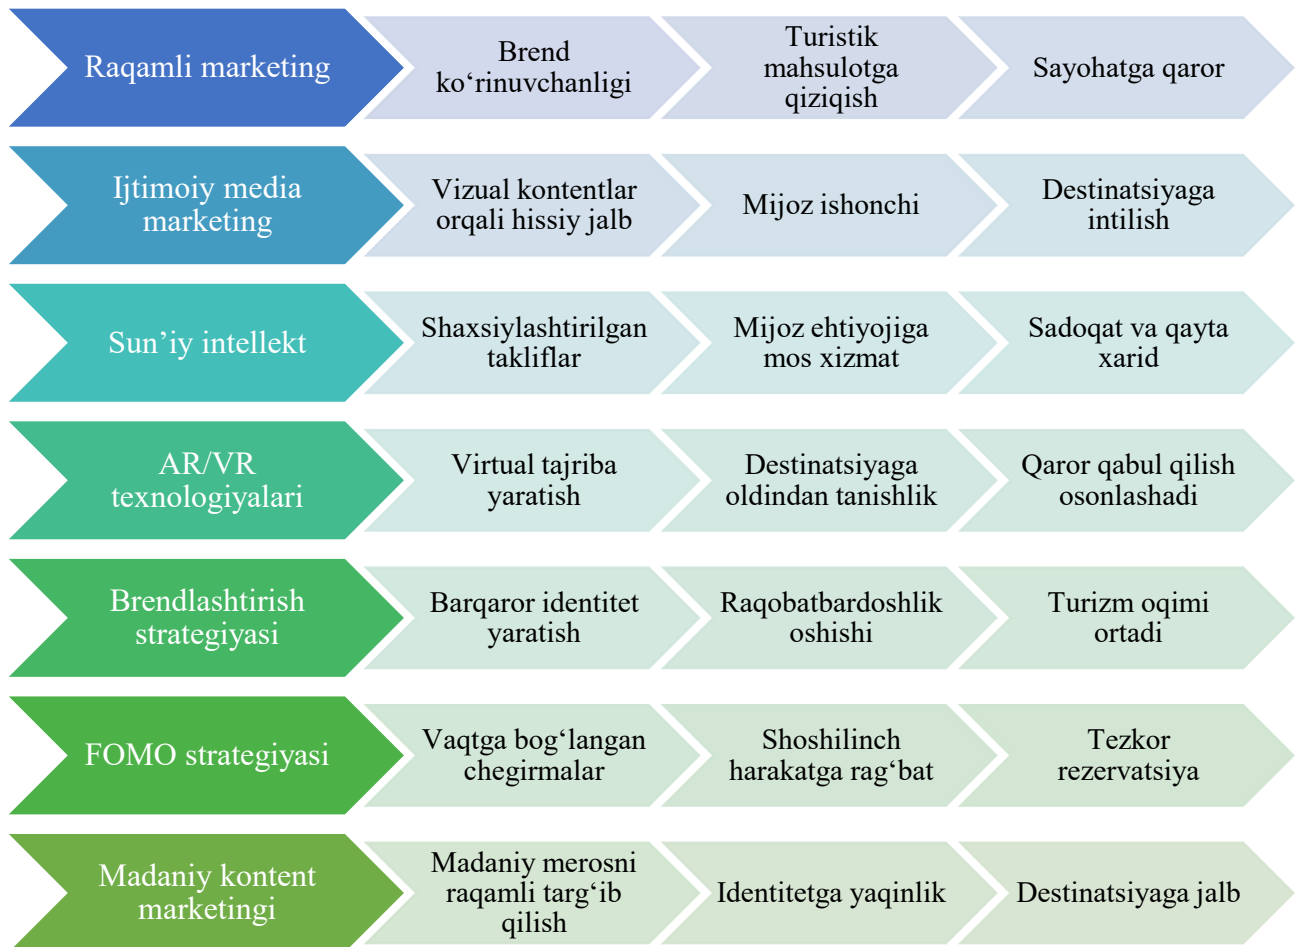 Raqamli marketing
Brend
ko‘rinuvchanligi
Turistik
mahsulotga
qiziqish
Sayohatga qaror
Ijtimoiy media
marketing
Vizual kontentlar
orqali hissiy jalb
Mijoz ishonchi
Destinatsiyaga
intilish
Sun’iy intellekt
Shaxsiylashtirilgan
takliflar
Mijoz ehtiyojiga
mos xizmat
Sadoqat va qayta
xarid
AR/VR
texnologiyalari
Virtual tajriba
yaratish
Destinatsiyaga
oldindan tanishlik
Qaror qabul qilish
osonlashadi
Brendlashtirish
strategiyasi
Barqaror identitet
yaratish
Raqobatbardoshlik
oshishi
Turizm oqimi
ortadi
FOMO strategiyasi
Vaqtga bog‘langan
chegirmalar
Shoshilinch
harakatga rag‘bat
Tezkor
rezervatsiya
Madaniy kontent
marketingi
Madaniy merosni
raqamli targ‘ib
qilish
Identitetga yaqinlik
Destinatsiyaga jalb